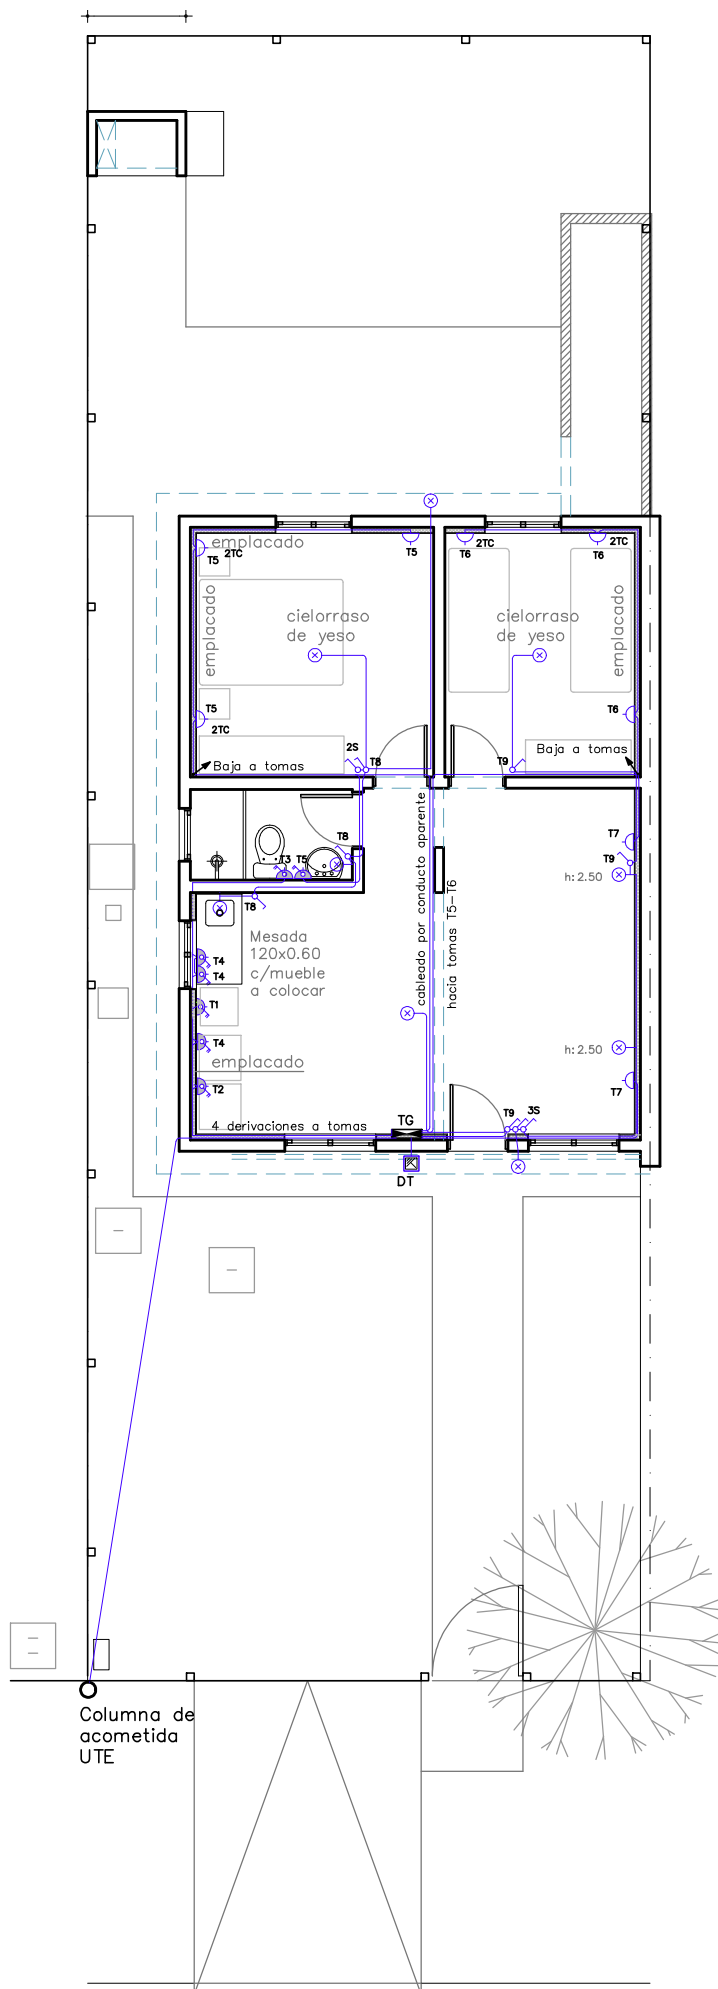 emplacado
T5
2TC
T5
T6
2TC
T6
2TC
emplacado
cielorraso
de yeso
cielorraso
de yeso
emplacado
T5
2TC
T6
2S
T8
T9
Baja a tomas
Baja a tomas
T8
T3
T5
T7
T9
h: 2.50
T8
cableado por conducto aparente
hacia tomas T5-T6
Mesada
120x0.60
c/mueble
a colocar
T4
T4
T1
T4
emplacado
h: 2.50
T2
T7
4 derivaciones a tomas
TG
T9
3S
DT
Columna de
acometida
UTE